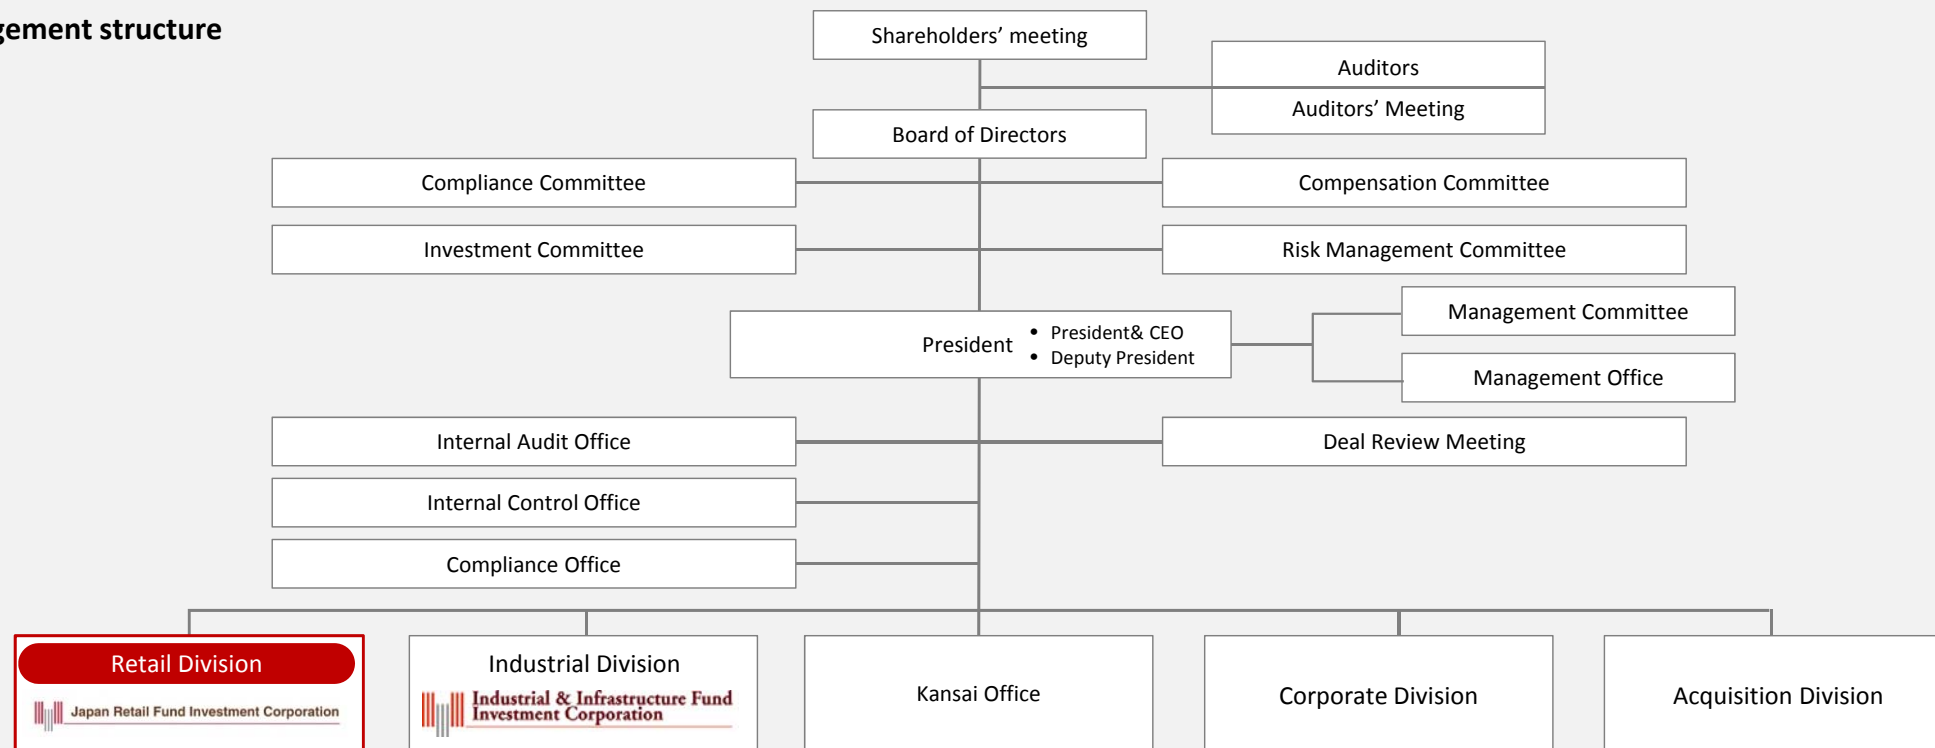 gement structure
Shareholders’ meeting
Auditors
Auditors’ Meeting
Board of Directors
Compliance Committee
Compensation Committee
Investment Committee
Risk Management Committee
Management Committee
President
• President& CEO
• Deputy President
Management Office
Internal Audit Office
Deal Review Meeting
Internal Control Office
Compliance Office
Retail Division
Japan Retail Fund Investment Corporation
Industrial Division
Industrial & Infrastructure Fund
Investment Corporation
Kansai Office
Corporate Division
Acquisition Division